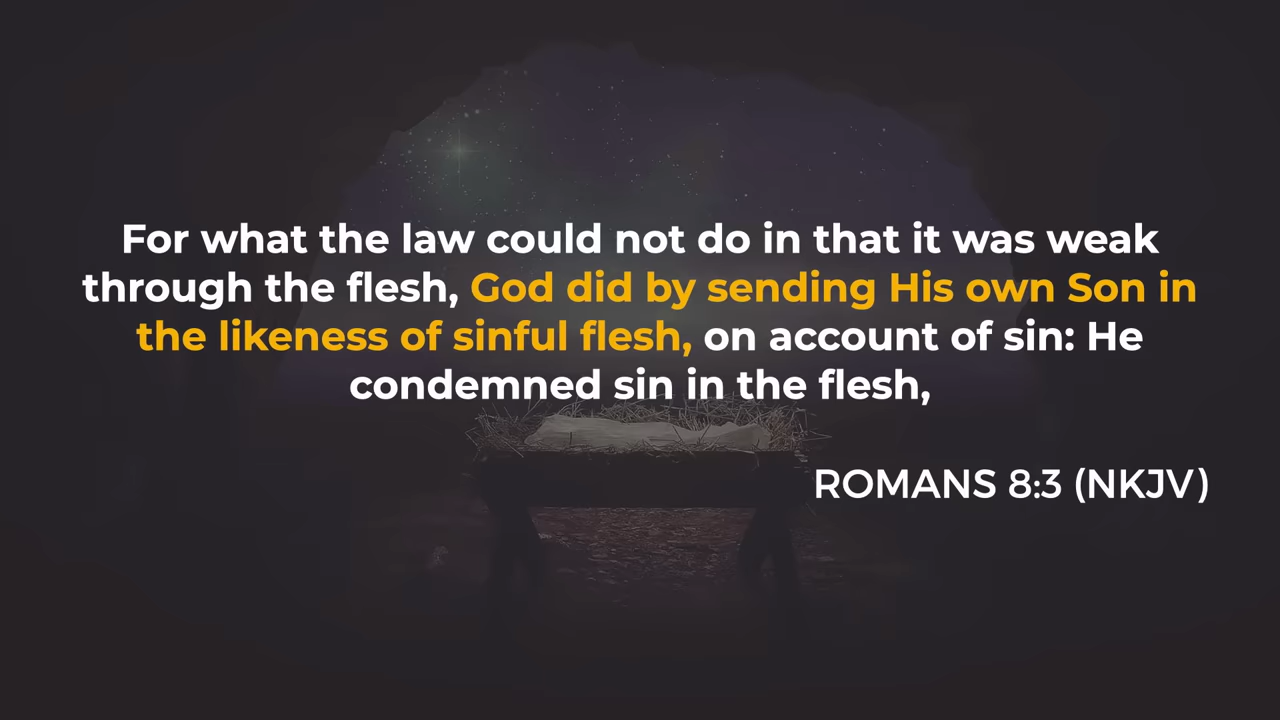 For what the law could not do in that it was weak
through the flesh, God did by sending His own Son in
the likeness of sinful flesh, on account of sin: He
condemned sin in the flesh,
ROMANS 8:3 (NKJV)